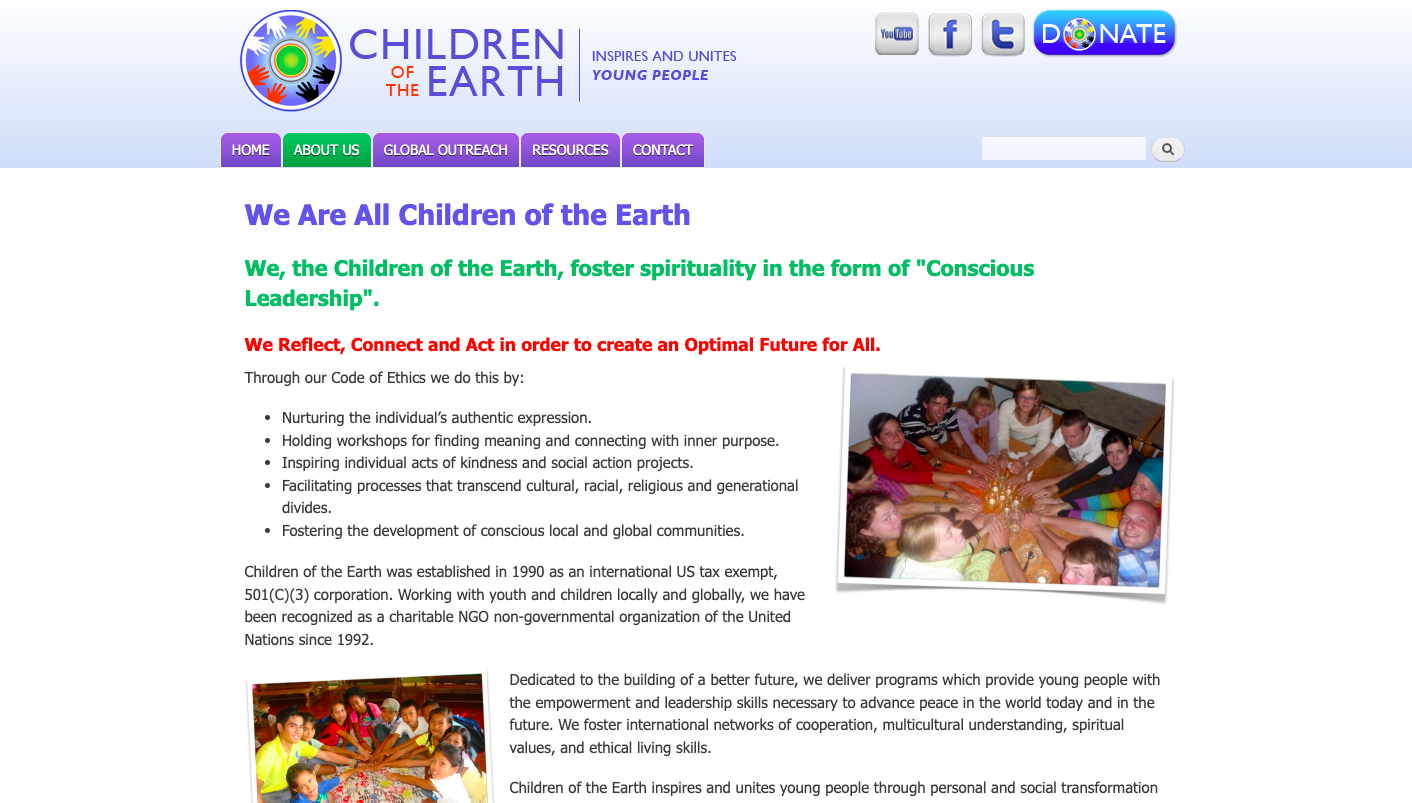 CHILDREN
OF THE EARTH
INSPIRES AND UNITES
YOUNG PEOPLE
YouTube
f
t
DONATE
HOME ABOUT US GLOBAL OUTREACH RESOURCES CONTACT
We Are All Children of the Earth
We, the Children of the Earth, foster spirituality in the form of "Conscious
Leadership".
We Reflect, Connect and Act in order to create an Optimal Future for All.
Through our Code of Ethics we do this by:
• Nurturing the individual’s authentic expression.
• Holding workshops for finding meaning and connecting with inner purpose.
• Inspiring individual acts of kindness and social action projects.
• Facilitating processes that transcend cultural, racial, religious and generational
divides.
• Fostering the development of conscious local and global communities.
Children of the Earth was established in 1990 as an international US tax exempt,
501(C)(3) corporation. Working with youth and children locally and globally, we have
been recognized as a charitable NGO non-governmental organization of the United
Nations since 1992.
Dedicated to the building of a better future, we deliver programs which provide young people with
the empowerment and leadership skills necessary to advance peace in the world today and in the
future. We foster international networks of cooperation, multicultural understanding, spiritual
values, and ethical living skills.
Children of the Earth inspires and unites young people through personal and social transformation